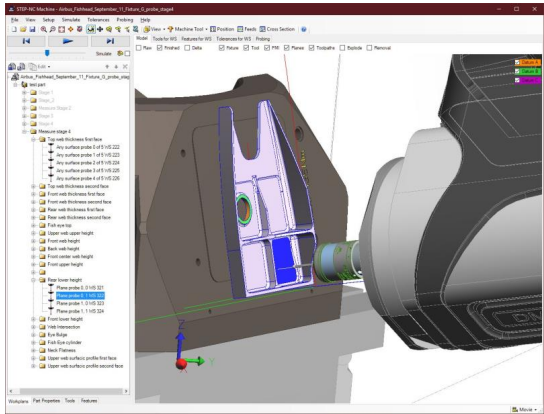 STEP-NC Machine - Airbus_Fishhead_September_11_Fixture_G_probe_stage4
File View Setup Simulate Tolerances Probing Help
View Machine Tool Position Feeds Cross Section
Model Tools for WS Features for WS Tolerances for WS Probing
Raw Finished Delta Fixture Tool PMI Planes Toolpaths Explode Removal
Simulate
Edit
Airbus_Fishhead_September_11_Fixture_G_probe_stag
test part
Stage 1
Stage_2
Measure Stage 2
Stage 3
Stage 4
Measure stage 4
Top web thickness first face
Any surface probe 0 of 5 WS 222
Any surface probe 1 of 5 WS 223
Any surface probe 2 of 5 WS 224
Any surface probe 3 of 5 WS 225
Any surface probe 4 of 5 WS 226
Top web thickness second face
Front web thickness first face
Front web thickness second face
Rear web thickness first face
Rear web thickness second face
Fish eye top
Upper web upper height
Front web height
Back web height
Front center web height
Front upper height
Rear lower height
Plane probe 0, 0 WS 321
Plane probe 0, 1 WS 322
Plane probe 1, 0 WS 323
Plane probe 1, 1 WS 324
Front lower height
Web Intersection
Eye Bulge
Fish Eye cylinder
Neck Flatness
Upper web surfaces profile first face
Upper web surfaces profile second face
Datum A
Datum B
Z
Y
Workplans Part Properties Tools Features
Movie